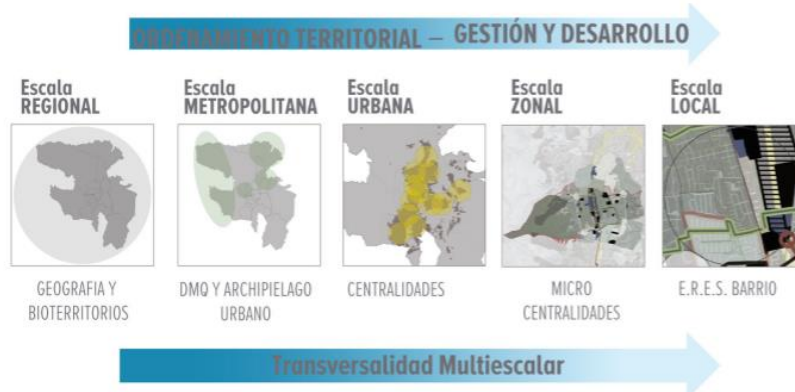 ORDENAMIENTO TERRITORIAL – GESTIÓN Y DESARROLLO
Escala
REGIONAL
Escala
METROPOLITANA
Escala
URBANA
Escala
ZONAL
Escala
LOCAL
GEOGRAFIA Y
BIOTERRITORIOS
DMQ Y ARCHIPIELAGO
URBANO
CENTRALIDADES
MICRO
CENTRALIDADES
E.R.E.S. BARRIO
Transversalidad Multiescalar